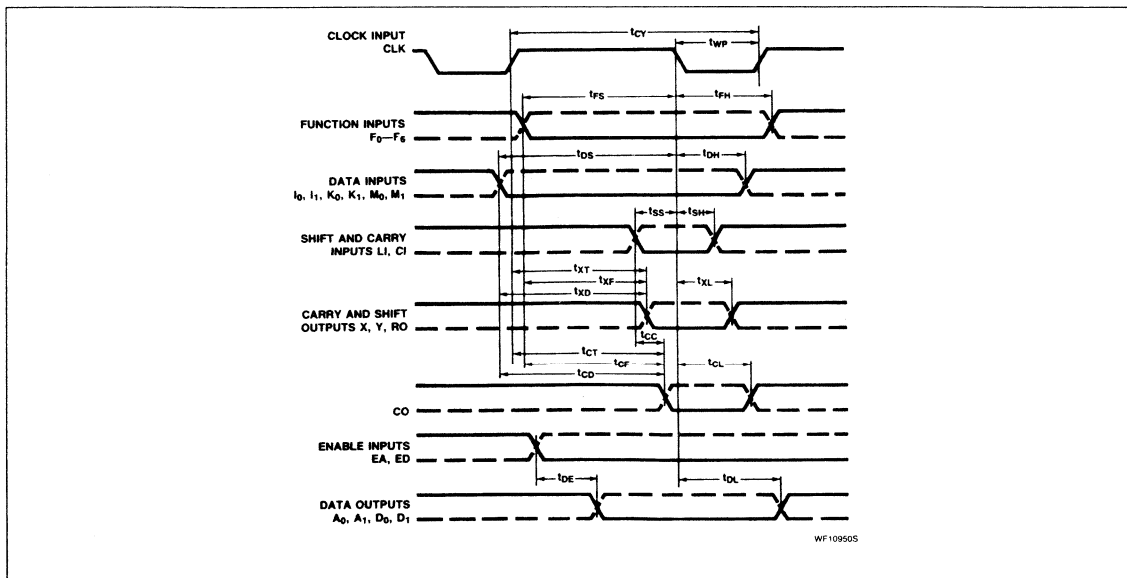 tCY
CLOCK INPUT
CLK
tWP
tFS
tFH
FUNCTION INPUTS
F0—F6
tDS
tDH
DATA INPUTS
I0, I1, K0, K1, M0, M1
tSS
tSH
SHIFT AND CARRY
INPUTS LI, CI
tXT
tXF
tXL
tXD
CARRY AND SHIFT
OUTPUTS X, Y, RO
tCC
tCT
tCF
tCL
tCD
CO
ENABLE INPUTS
EA, ED
tDE
tDL
DATA OUTPUTS
A0, A1, D0, D1
WF10950S